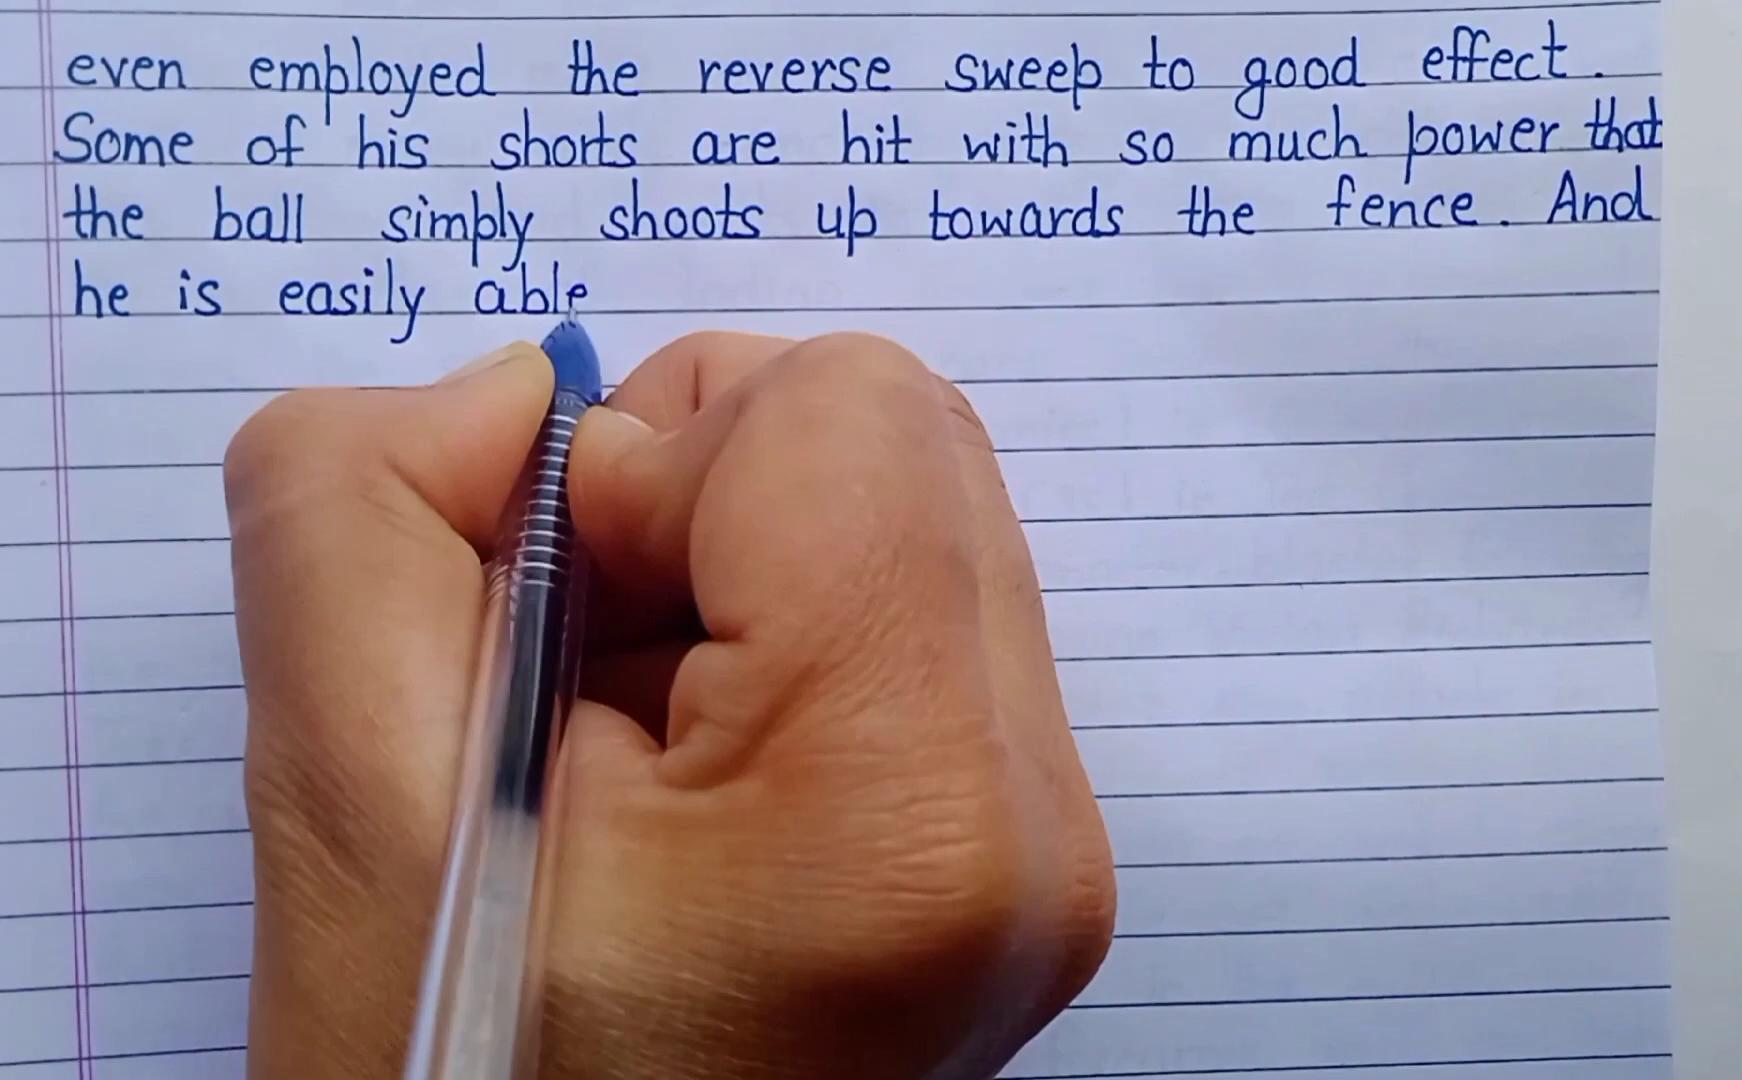 even employed the reverse sweep to good effect.
Some of his shorts are hit with so much power that
the ball simply shoots up towards the fence. And
he is easily able